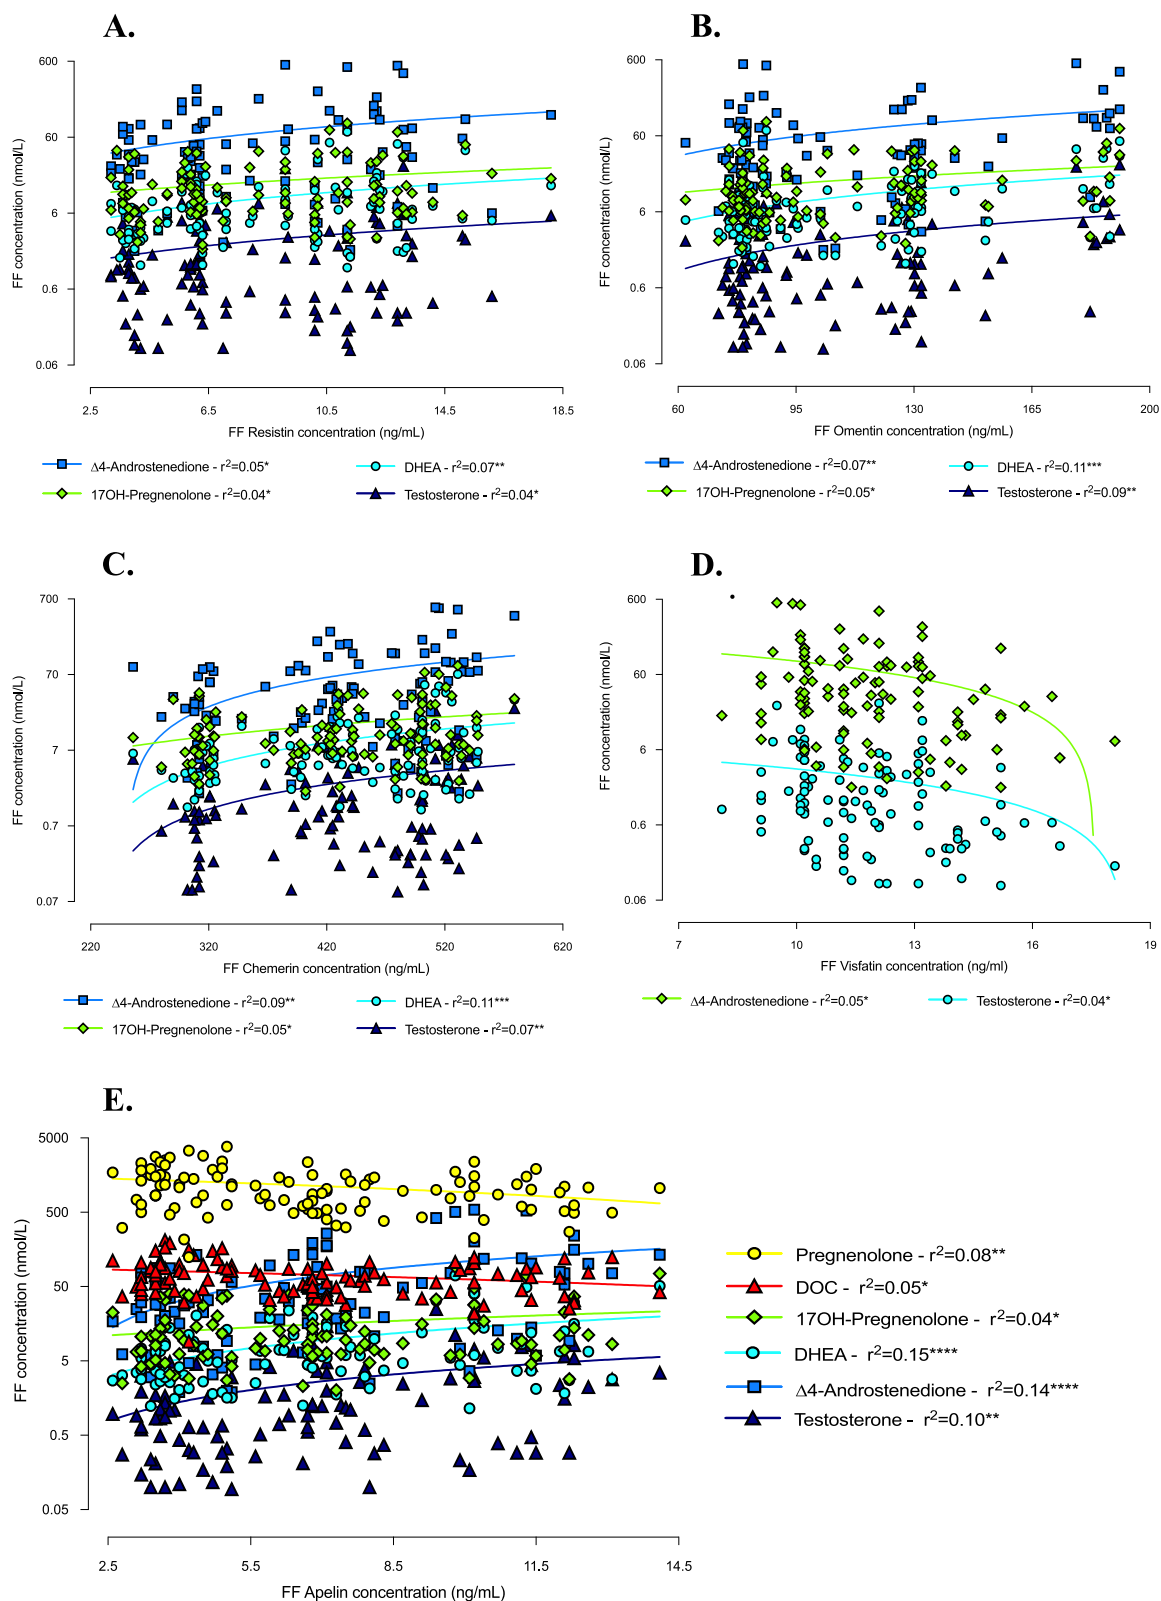 A.
600
60
6
0.6
0.06
FF concentration (nmol/L)
2.5 6.5 10.5 14.5 18.5
FF Resistin concentration (ng/mL)
Δ4-Androstenedione - r²=0.05* DHEA - r²=0.07**
17OH-Pregnenolone - r²=0.04* Testosterone - r²=0.04*
B.
600
60
6
0.6
0.06
FF concentration (nmol/L)
60 95 130 165 200
FF Omentin concentration (ng/mL)
Δ4-Androstenedione - r²=0.07** DHEA - r²=0.11***
17OH-Pregnenolone - r²=0.05* Testosterone - r²=0.09**
C.
700
70
7
0.7
0.07
FF concentration (nmol/L)
220 320 420 520 620
FF Chemerin concentration (ng/mL)
Δ4-Androstenedione - r²=0.09** DHEA - r²=0.11***
17OH-Pregnenolone - r²=0.05* Testosterone - r²=0.07**
D.
600
60
6
0.6
0.06
FF concentration (nmol/L)
7 10 13 16 19
FF Visfatin concentration (ng/ml)
Δ4-Androstenedione - r²=0.05* Testosterone - r²=0.04*
E.
5000
500
50
5
0.5
0.05
FF concentration (nmol/L)
2.5 5.5 8.5 11.5 14.5
FF Apelin concentration (ng/mL)
Pregnenolone - r²=0.08**
DOC - r²=0.05*
17OH-Pregnenolone - r²=0.04*
DHEA - r²=0.15****
Δ4-Androstenedione - r²=0.14****
Testosterone - r²=0.10**